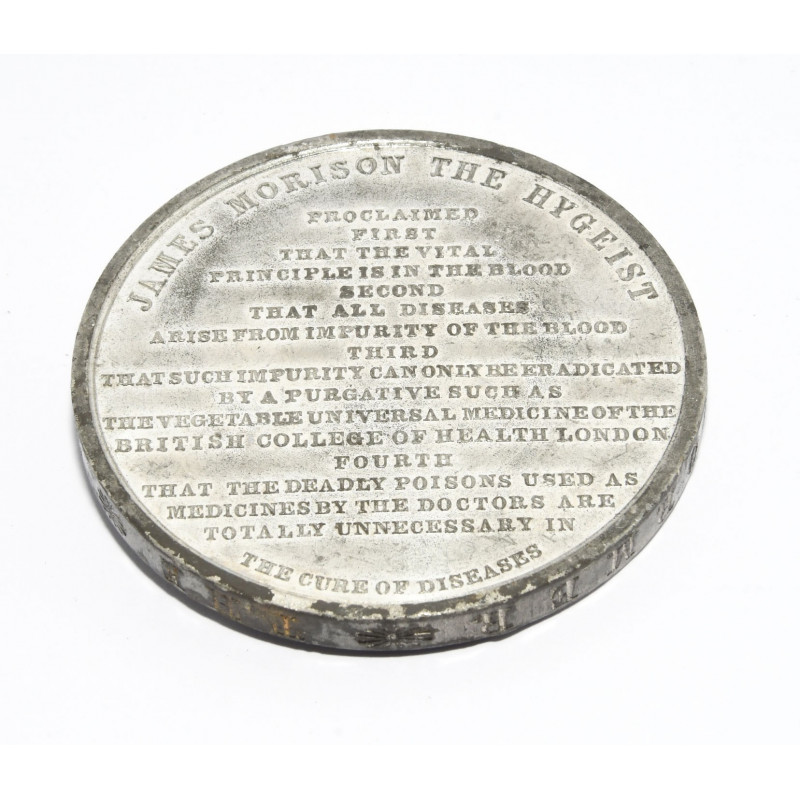 JAMES MORISON THE HYGEIST
PROCLAIMED
FIRST
THAT THE VITAL
PRINCIPLE IS IN THE BLOOD
SECOND
THAT ALL DISEASES
ARISE FROM IMPURITY OF THE BLOOD
THIRD
THAT SUCH IMPURITY CAN ONLY BE ERADICATED
BY A PURGATIVE SUCH AS
THE VEGETABLE UNIVERSAL MEDICINE OF THE
BRITISH COLLEGE OF HEALTH LONDON
FOURTH
THAT THE DEADLY POISONS USED AS
MEDICINES BY THE DOCTORS ARE
TOTALLY UNNECESSARY IN
THE CURE OF DISEASES